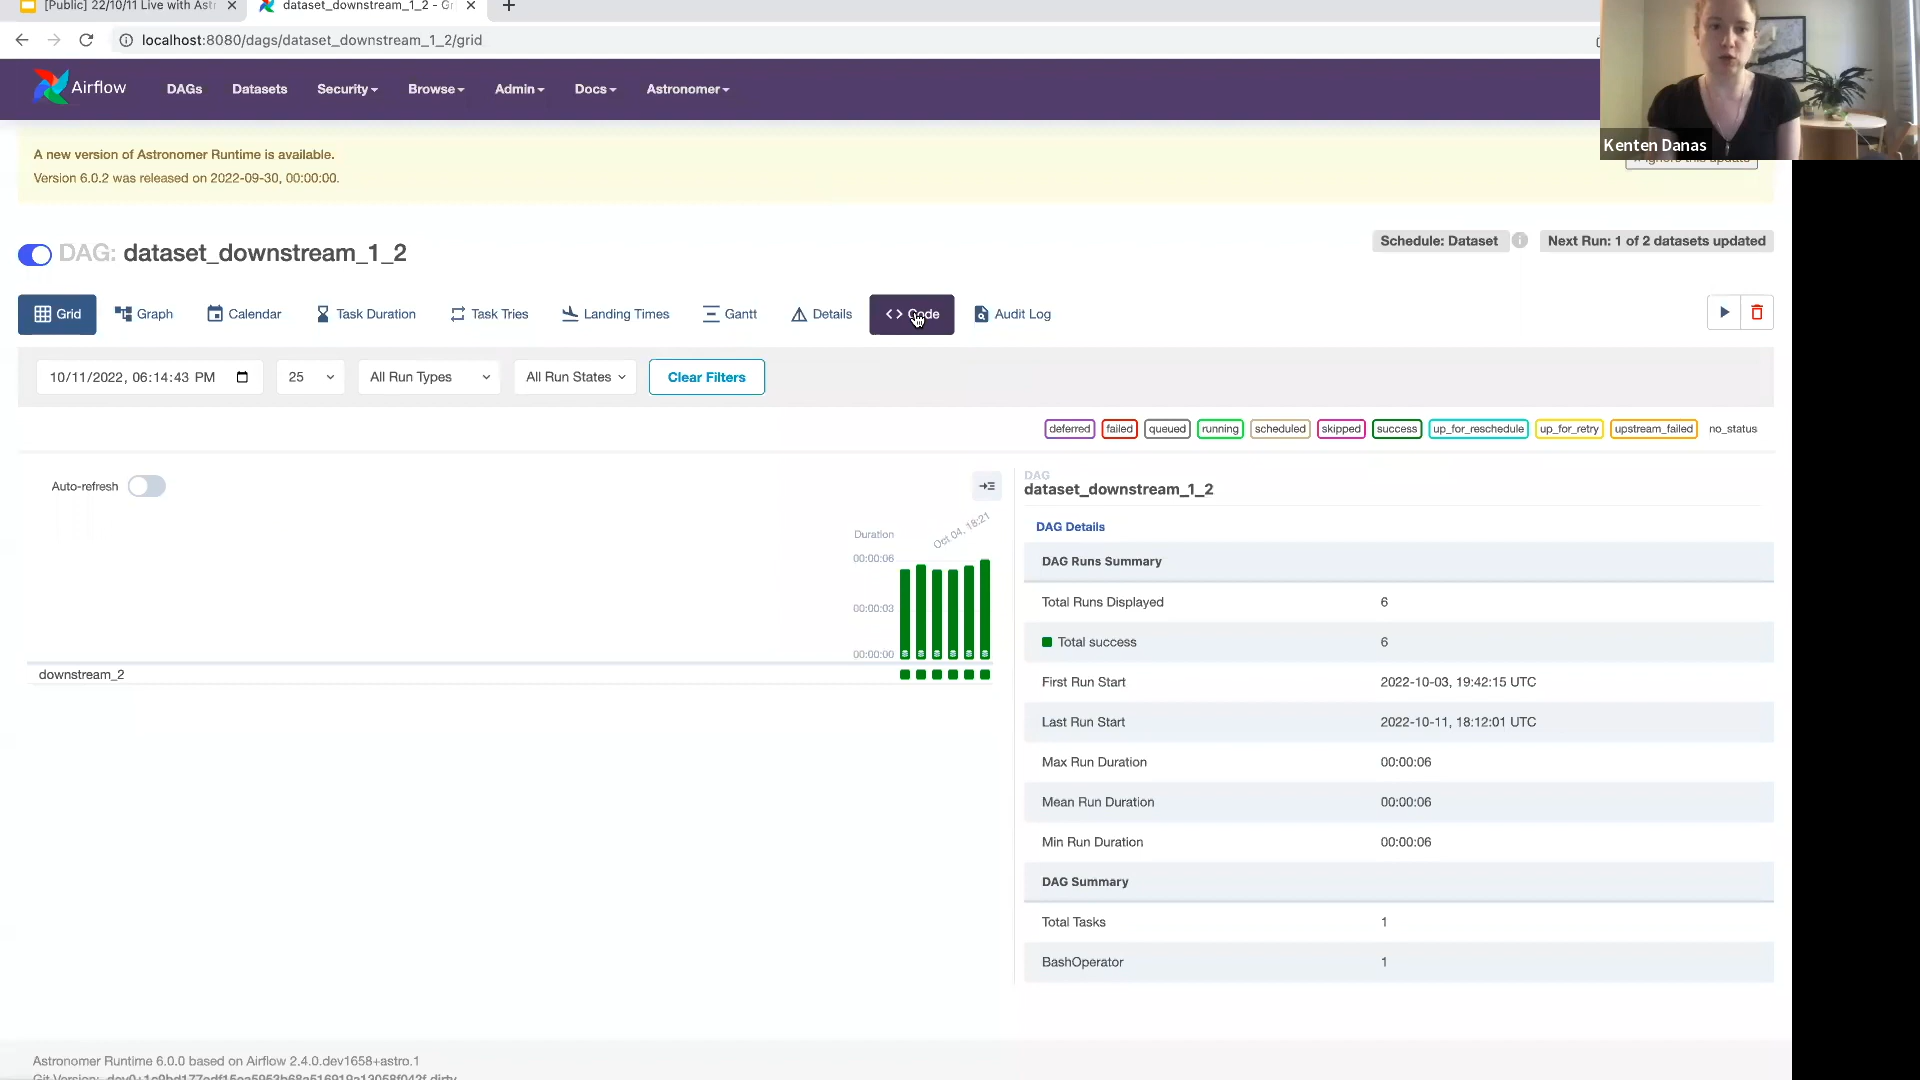 [Public] 22/10/11 Live with Astr
dataset_downstream_1_2 - Gr
localhost:8080/dags/dataset_downstream_1_2/grid
Airflow
DAGs
Datasets
Security
Browse
Admin
Docs
Astronomer
Kenten Danas
A new version of Astronomer Runtime is available.
Version 6.0.2 was released on 2022-09-30, 00:00:00.
DAG: dataset_downstream_1_2
Schedule: Dataset
Next Run: 1 of 2 datasets updated
Grid
Graph
Calendar
Task Duration
Task Tries
Landing Times
Gantt
Details
Code
Audit Log
10/11/2022, 06:14:43 PM
25
All Run Types
All Run States
Clear Filters
deferred
failed
queued
running
scheduled
skipped
success
up_for_reschedule
up_for_retry
upstream_failed
no_status
Auto-refresh
Duration
Oct 04, 18:21
00:00:06
00:00:03
00:00:00
downstream_2
DAG
dataset_downstream_1_2
DAG Details
DAG Runs Summary
Total Runs Displayed 6
Total success 6
First Run Start 2022-10-03, 19:42:15 UTC
Last Run Start 2022-10-11, 18:12:01 UTC
Max Run Duration 00:00:06
Mean Run Duration 00:00:06
Min Run Duration 00:00:06
DAG Summary
Total Tasks 1
BashOperator 1
Astronomer Runtime 6.0.0 based on Airflow 2.4.0.dev1658+astro.1
Git Version: